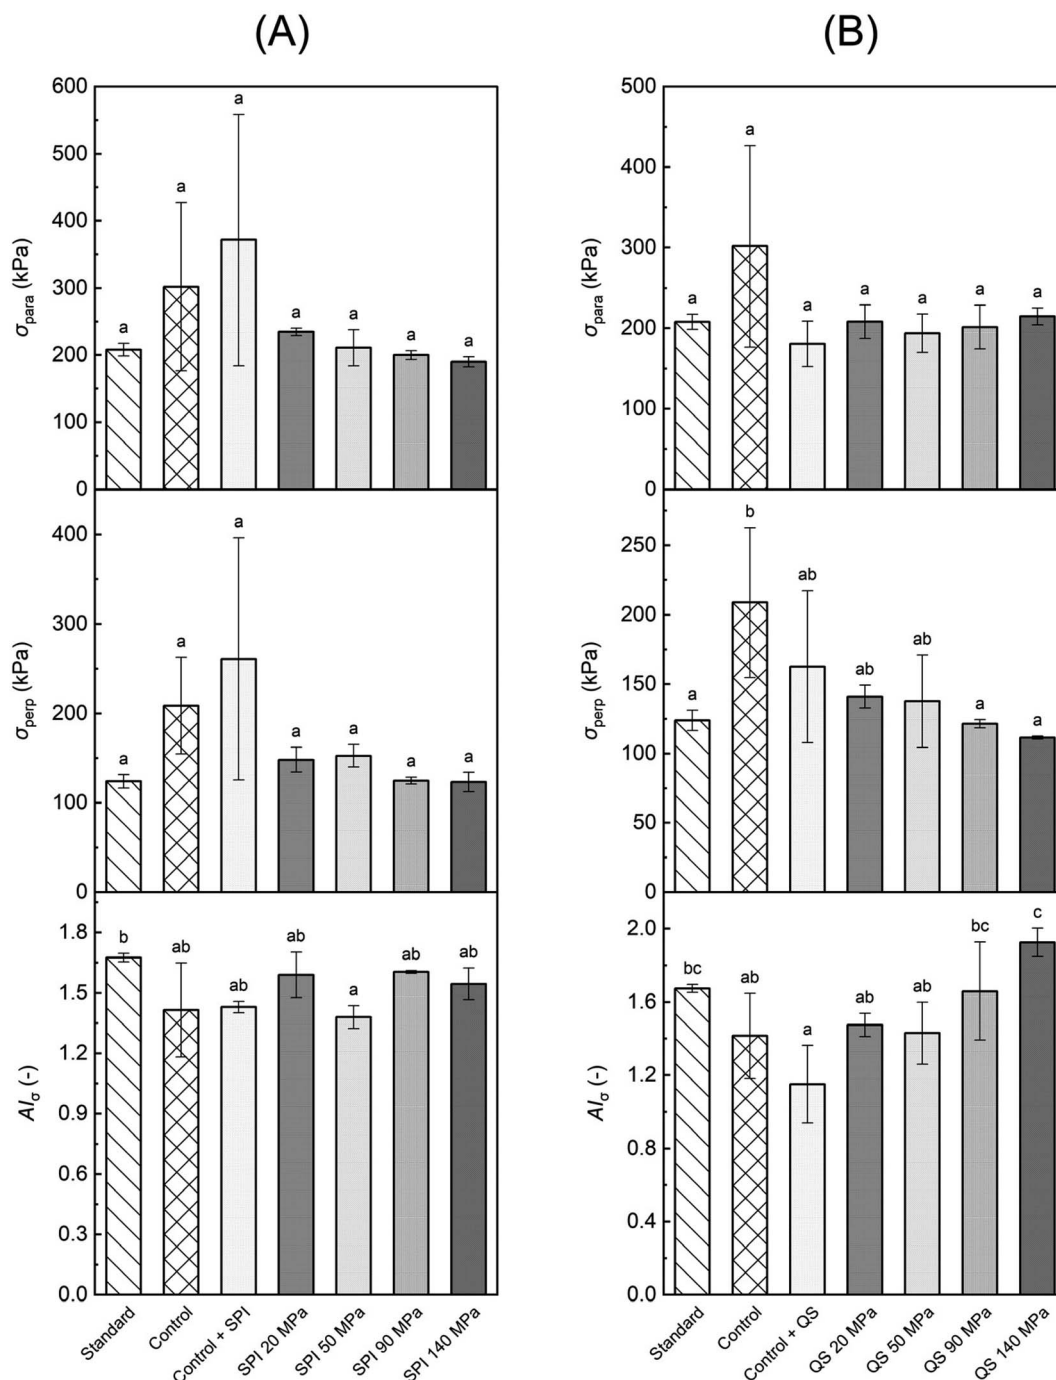 (A)
600
500
400
300
200
100
0
σpara (kPa)
a
a
a
a
a
a
a
400
300
200
100
0
σperp (kPa)
a
a
a
a
a
a
a
1.8
1.5
1.2
0.9
0.6
0.3
0.0
AIσ (-)
b
ab
ab
ab
a
ab
ab
Standard
Control
Control + SPI
SPI 20 MPa
SPI 50 MPa
SPI 90 MPa
SPI 140 MPa
(B)
500
400
300
200
100
0
σpara (kPa)
a
a
a
a
a
a
a
250
200
150
100
50
0
σperp (kPa)
a
b
ab
ab
ab
a
a
2.0
1.6
1.2
0.8
0.4
0.0
AIσ (-)
bc
ab
a
ab
ab
bc
c
Standard
Control
Control + QS
QS 20 MPa
QS 50 MPa
QS 90 MPa
QS 140 MPa